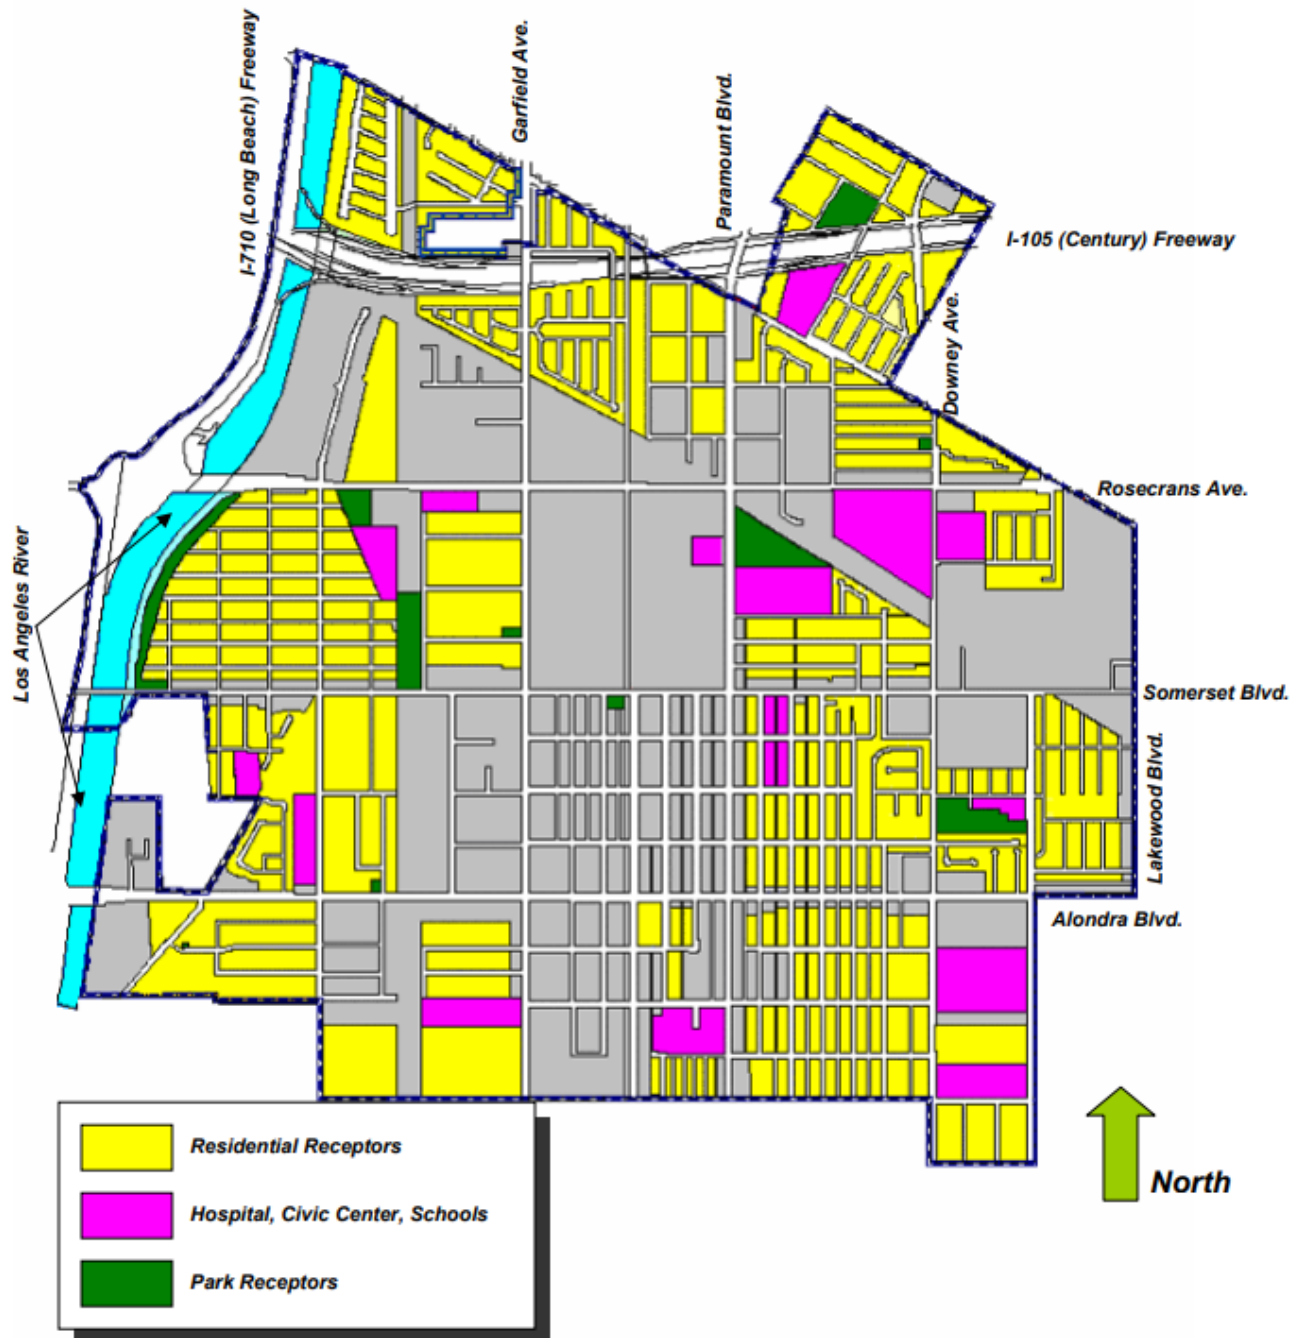 I-710 (Long Beach) Freeway
Garfield Ave.
Paramount Blvd.
I-105 (Century) Freeway
Downey Ave.
Rosecrans Ave.
Los Angeles River
Somerset Blvd.
Lakewood Blvd.
Alondra Blvd.
Residential Receptors
Hospital, Civic Center, Schools
Park Receptors
North